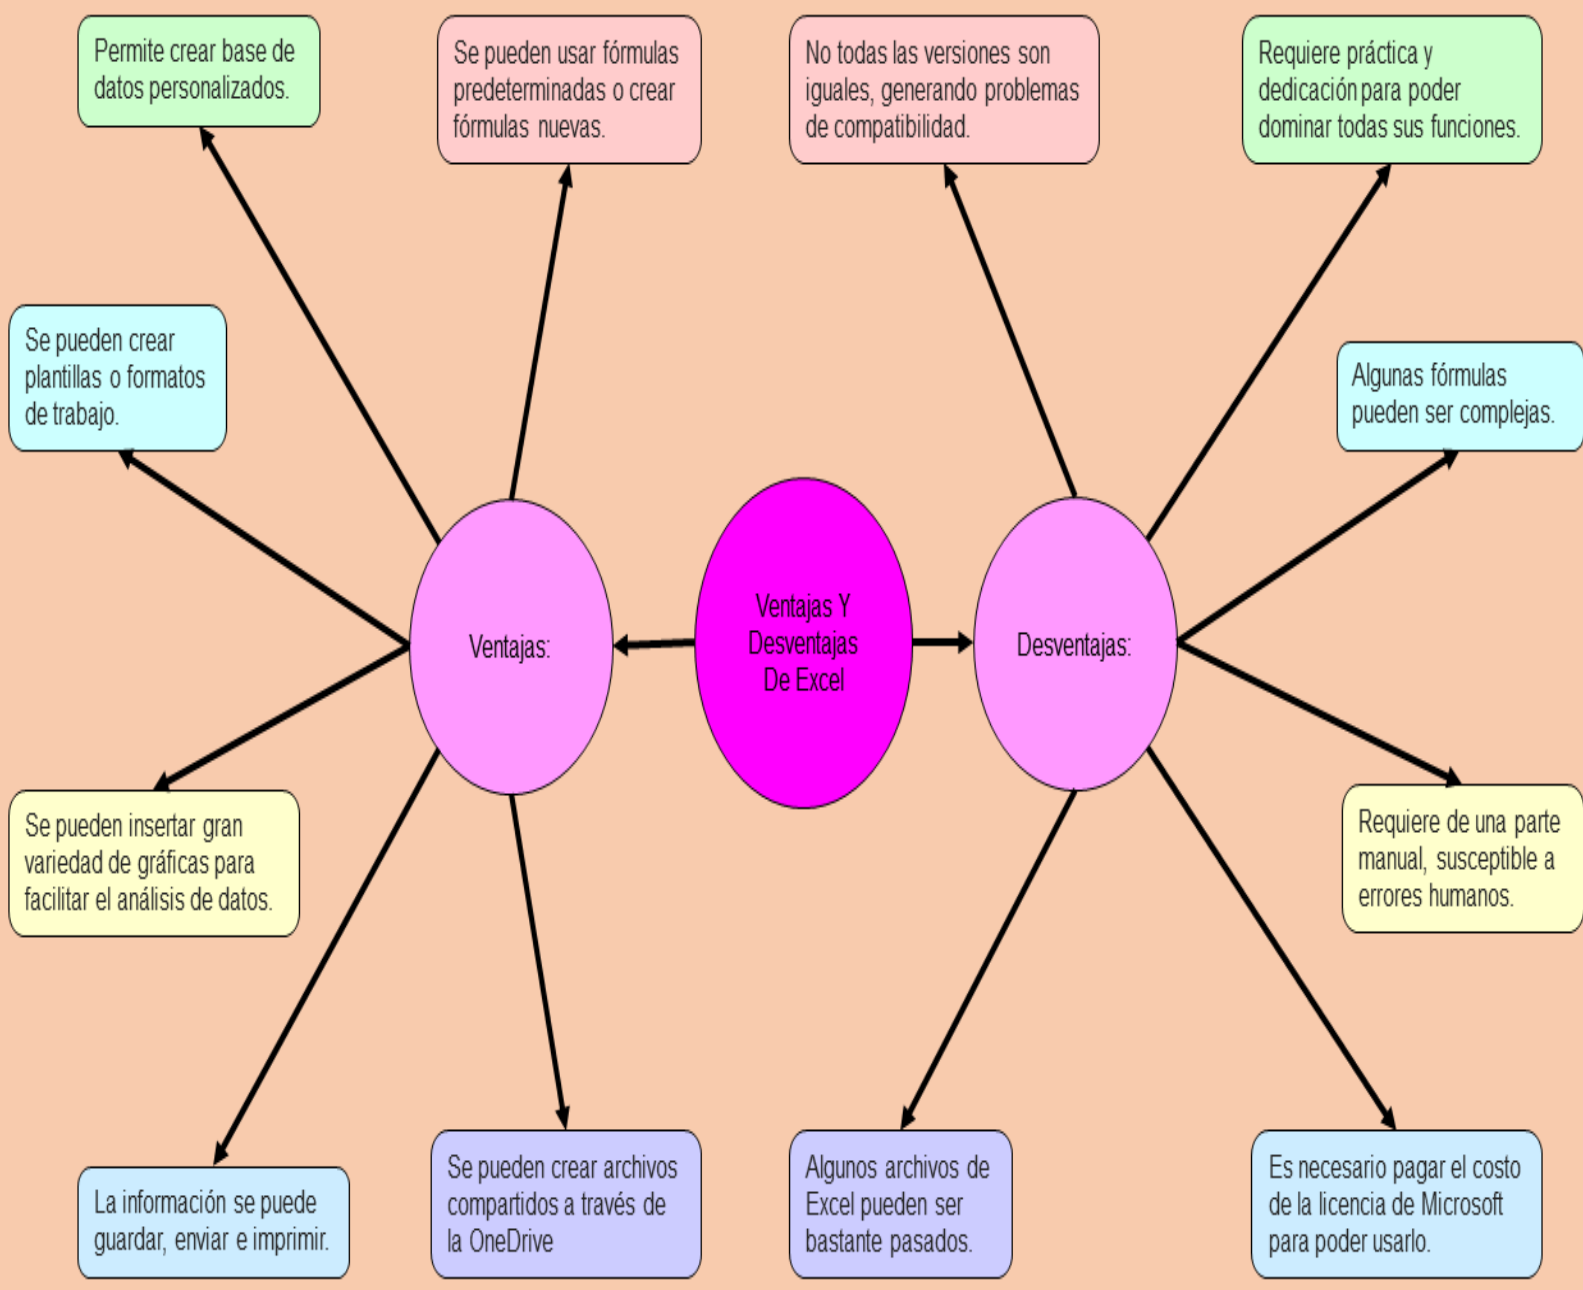 Permite crear base de
datos personalizados.
Se pueden usar fórmulas
predeterminadas o crear
fórmulas nuevas.
No todas las versiones son
iguales, generando problemas
de compatibilidad.
Requiere práctica y
dedicación para poder
dominar todas sus funciones.
Se pueden crear
plantillas o formatos
de trabajo.
Algunas fórmulas
pueden ser complejas.
Ventajas:
Ventajas Y
Desventajas
De Excel
Desventajas:
Se pueden insertar gran
variedad de gráficas para
facilitar el análisis de datos.
Requiere de una parte
manual, susceptible a
errores humanos.
La información se puede
guardar, enviar e imprimir.
Se pueden crear archivos
compartidos a través de
la OneDrive
Algunos archivos de
Excel pueden ser
bastante pasados.
Es necesario pagar el costo
de la licencia de Microsoft
para poder usarlo.